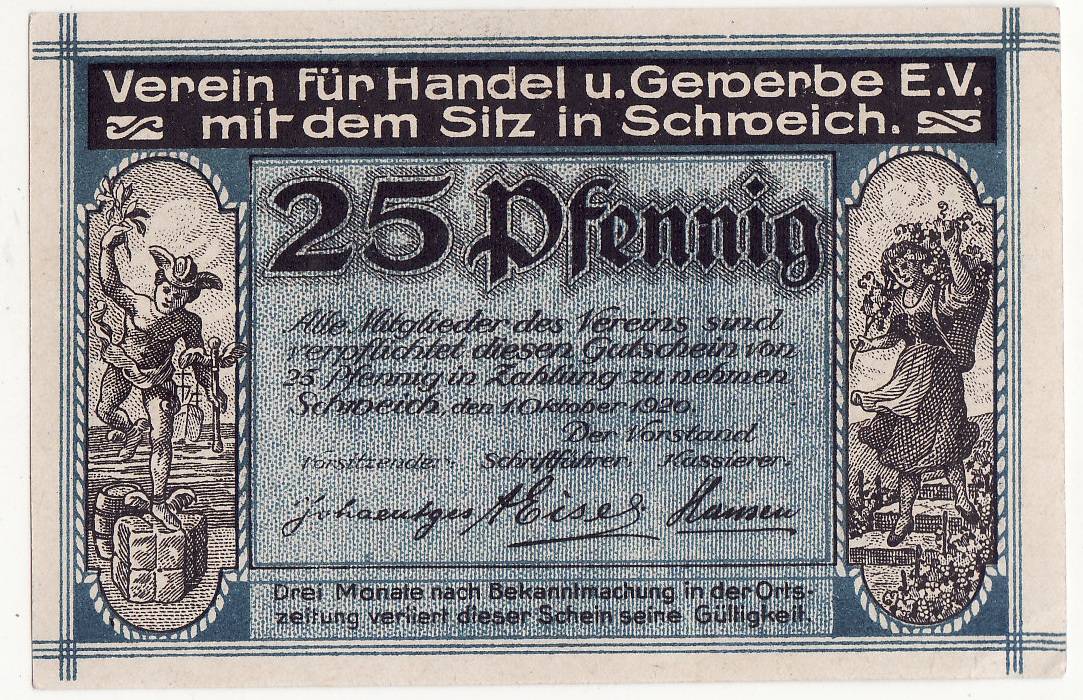 Verein für Handel u. Gewerbe E.V.
mit dem Sitz in Schweich.
25 Pfennig
Alle Mitglieder des Vereins sind
verpflichtet diesen Gutschein von
25 Pfennig in Zahlung zu nehmen
Schweich, den 1. Oktober 1920.
Der Vorstand
Vorsitzender. Schriftführer. Kassierer.
A Eises Hansen
Drei Monate nach Bekanntmachung in der Orts-
zeitung verliert dieser Schein seine Gültigkeit.